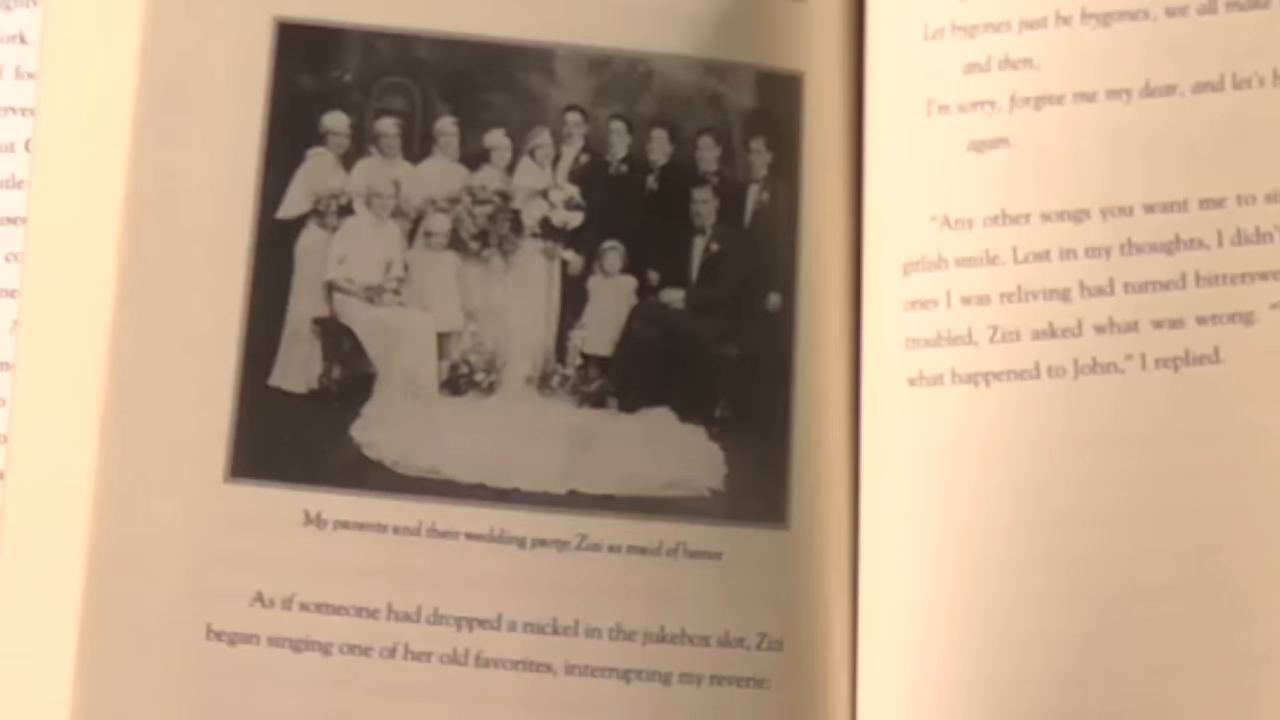 ork
My parents and their wedding party, Zizi as maid of honor
As if someone had dropped a nickel in the jukebox slot, Zizi
began singing one of her old favorites, interrupting my reverie:
Let bygones just be bygones, we all make
and then,
I'm sorry, forgive me my dear, and let's
again.
"Any other songs you want me to
girlish smile. Lost in my thoughts, I didn'
ones I was reliving had turned
troubled, Zizi asked what was wrong. "
what happened to John," I replied.